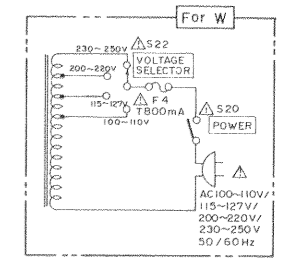 For W
230~250V
S22
VOLTAGE
SELECTOR
200~220V
115~127V
F4
T800mA
100~110V
S20
POWER
AC100~110V/
115~127V/
200~220V/
230~250V
50/60Hz